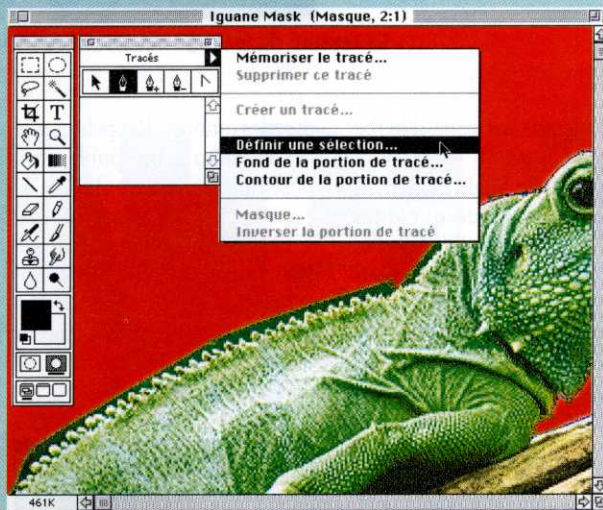 Iguane Mask (Masque, 2:1)
Tracés
Mémoriser le tracé...
Supprimer ce tracé
Créer un tracé...
Définir une sélection...
Fond de la portion de tracé...
Contour de la portion de tracé...
Masque...
Inverser la portion de tracé
T
461K